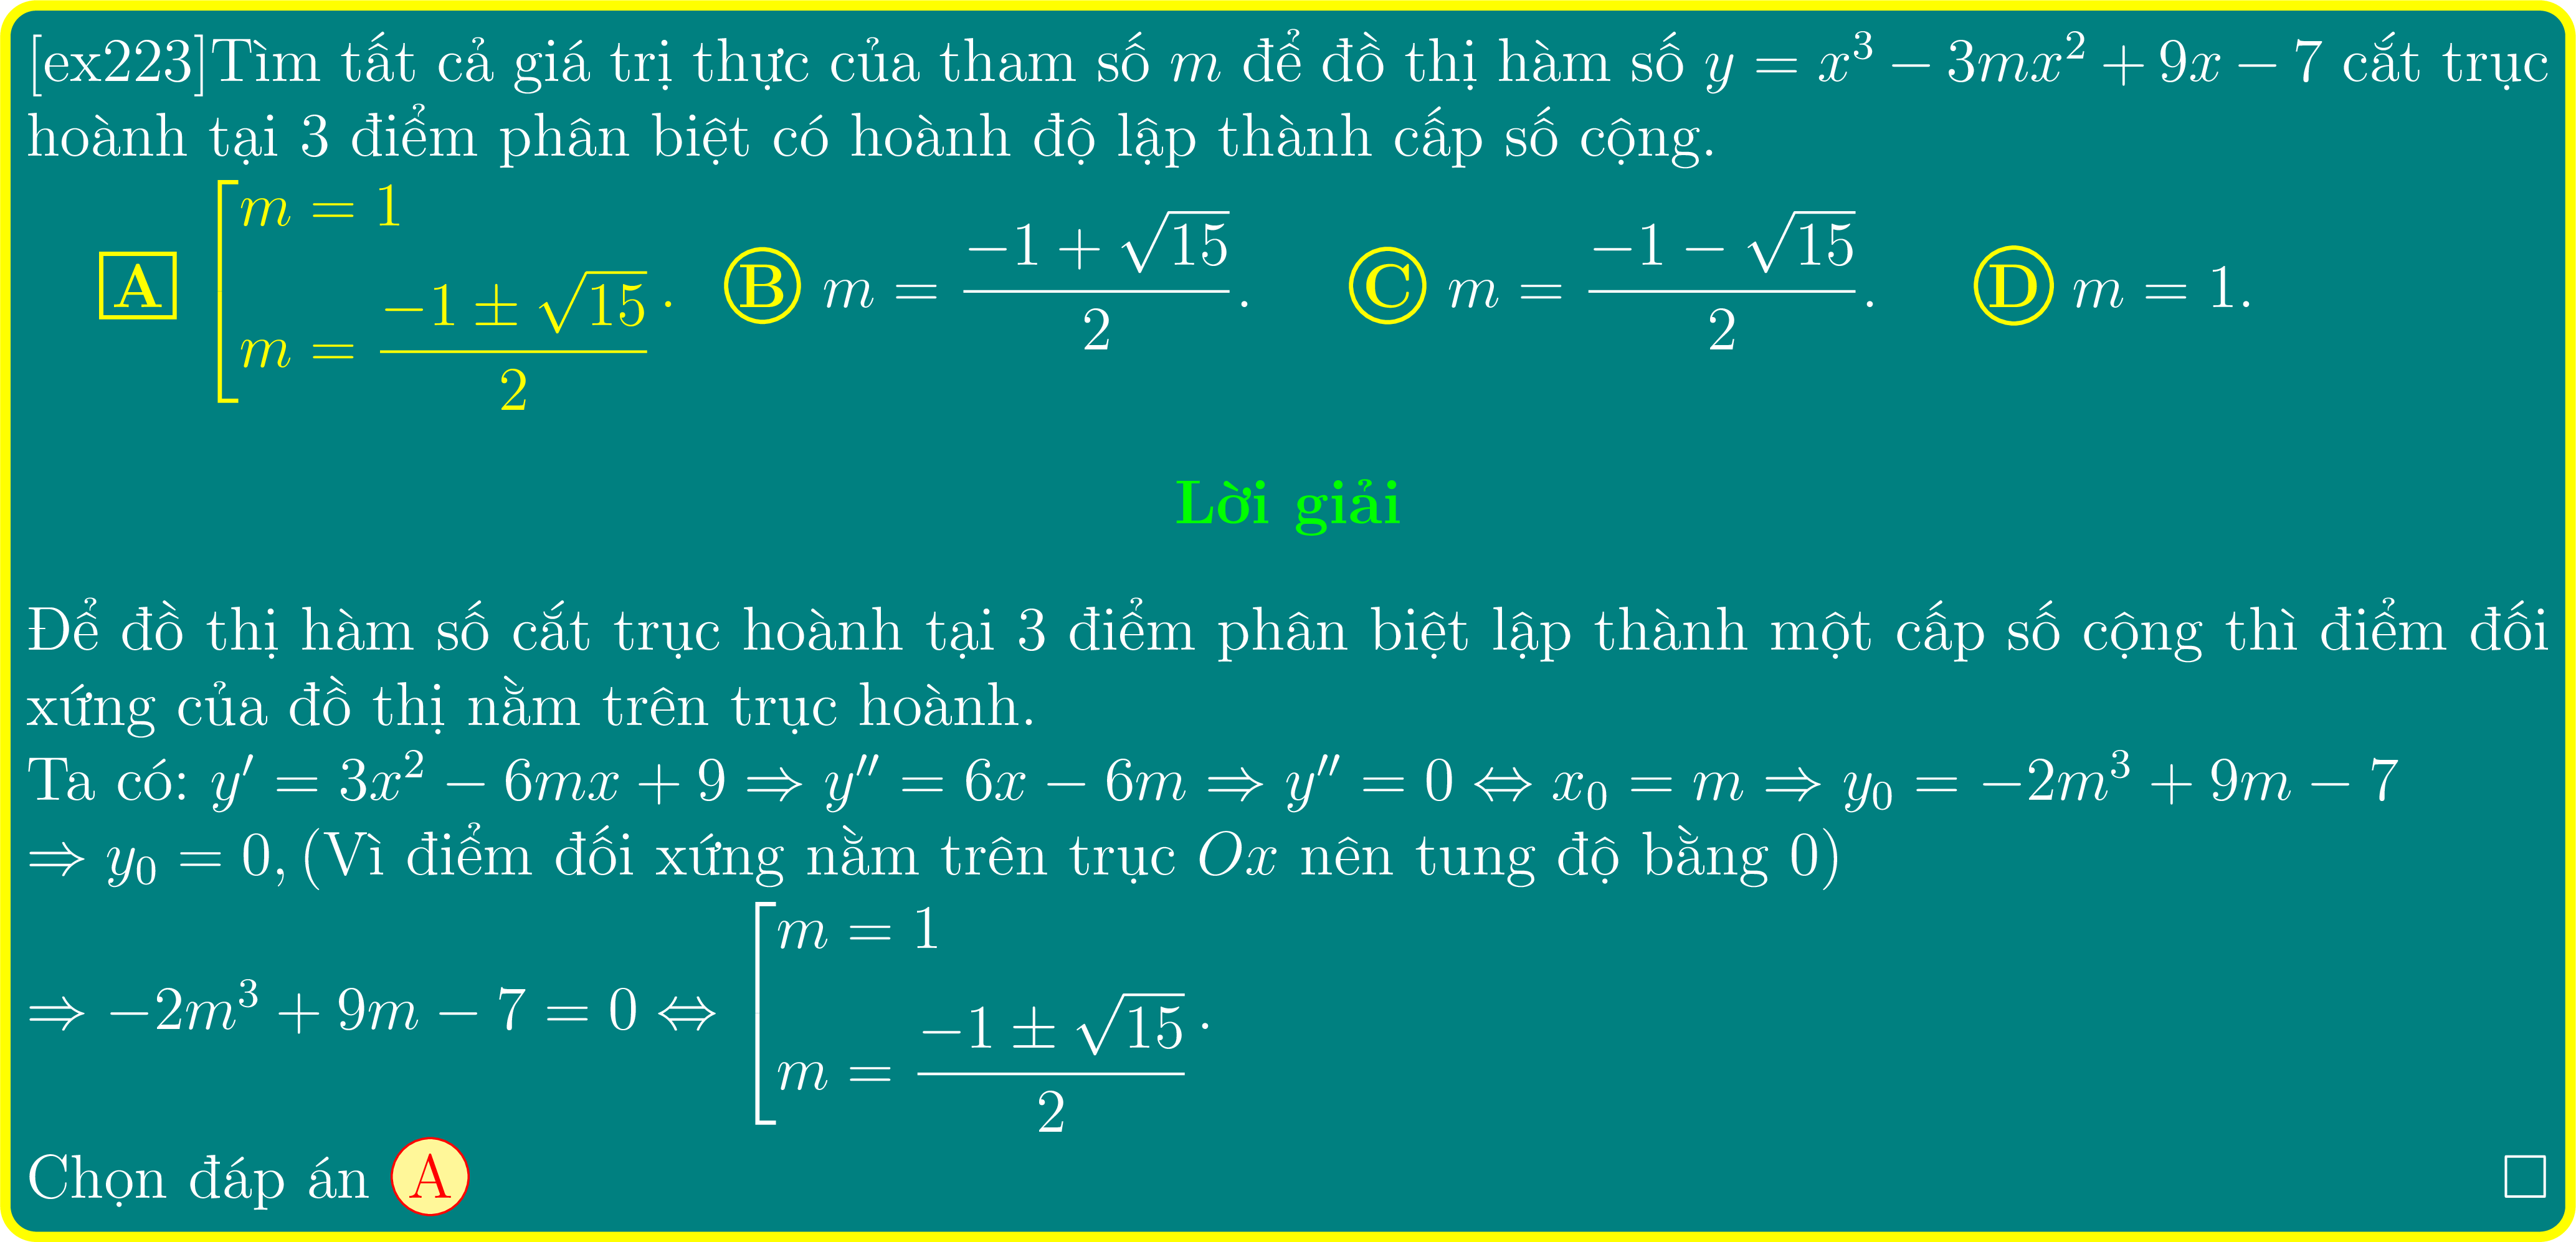 [ex223]Tìm tất cả giá trị thực của tham số m để đồ thị hàm số y = x³ − 3mx² + 9x − 7 cắt trục
hoành tại 3 điểm phân biệt có hoành độ lập thành cấp số cộng.
A [m = 1; m = (−1 ± √15)/2. B m = (−1 + √15)/2. C m = (−1 − √15)/2. D m = 1.
Lời giải
Để đồ thị hàm số cắt trục hoành tại 3 điểm phân biệt lập thành một cấp số cộng thì điểm đối
xứng của đồ thị nằm trên trục hoành.
Ta có: y′ = 3x² − 6mx + 9 ⇒ y′′ = 6x − 6m ⇒ y′′ = 0 ⇔ x₀ = m ⇒ y₀ = −2m³ + 9m − 7
⇒ y₀ = 0, (Vì điểm đối xứng nằm trên trục Ox nên tung độ bằng 0)
⇒ −2m³ + 9m − 7 = 0 ⇔ [m = 1; m = (−1 ± √15)/2.
Chọn đáp án A